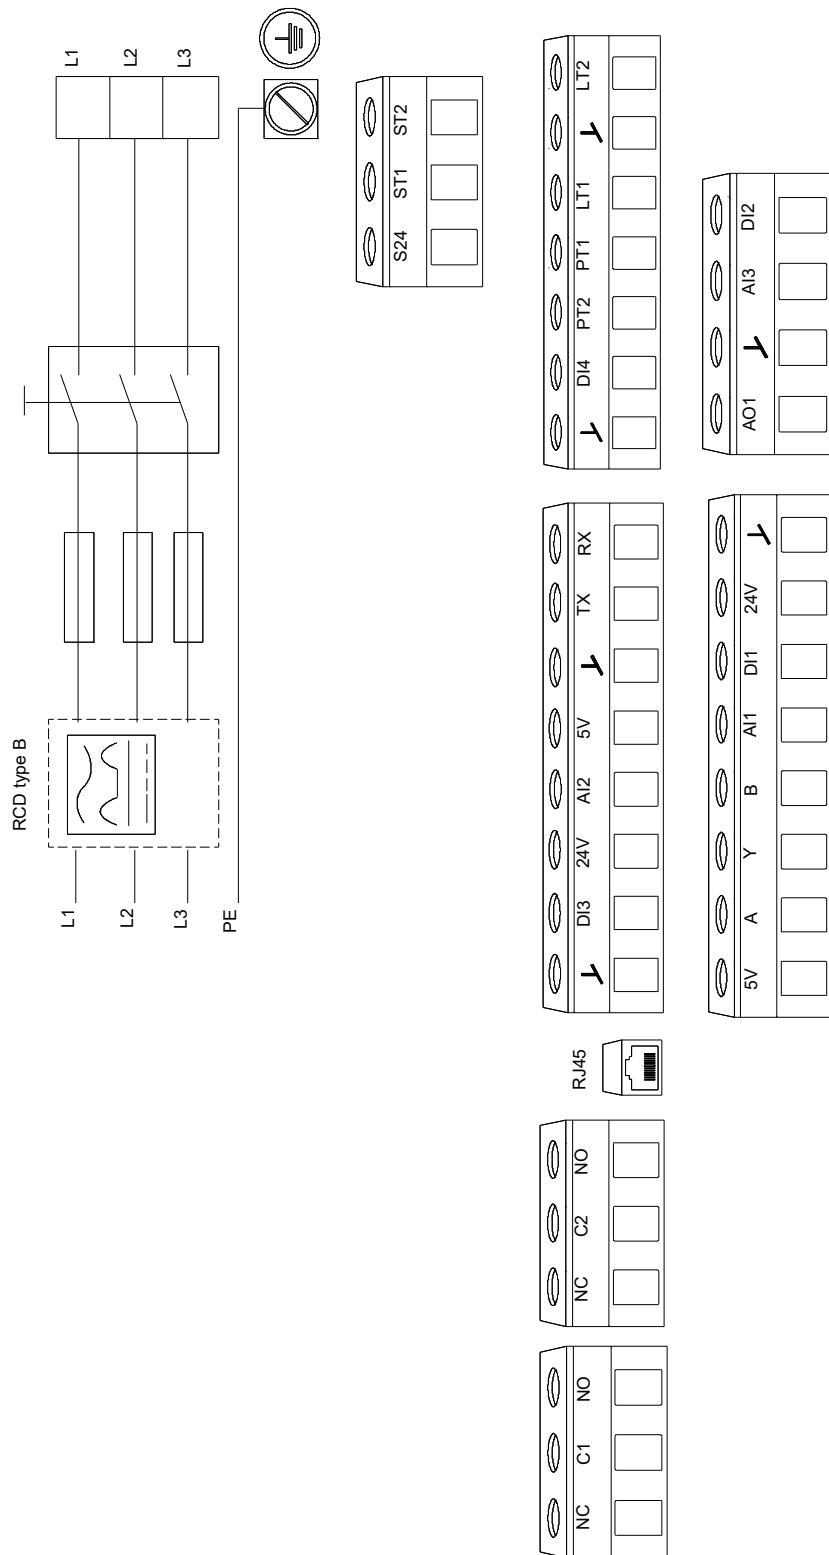 L1
L2
L3
RCD type B
L1
L2
L3
PE
ST2
ST1
S24
LT2
LT1
PT1
PT2
DI4
RX
TX
5V
AI2
24V
DI3
RJ45
NO
C2
NC
NO
C1
NC
DI2
AI3
AO1
24V
DI1
AI1
B
Y
A
5V